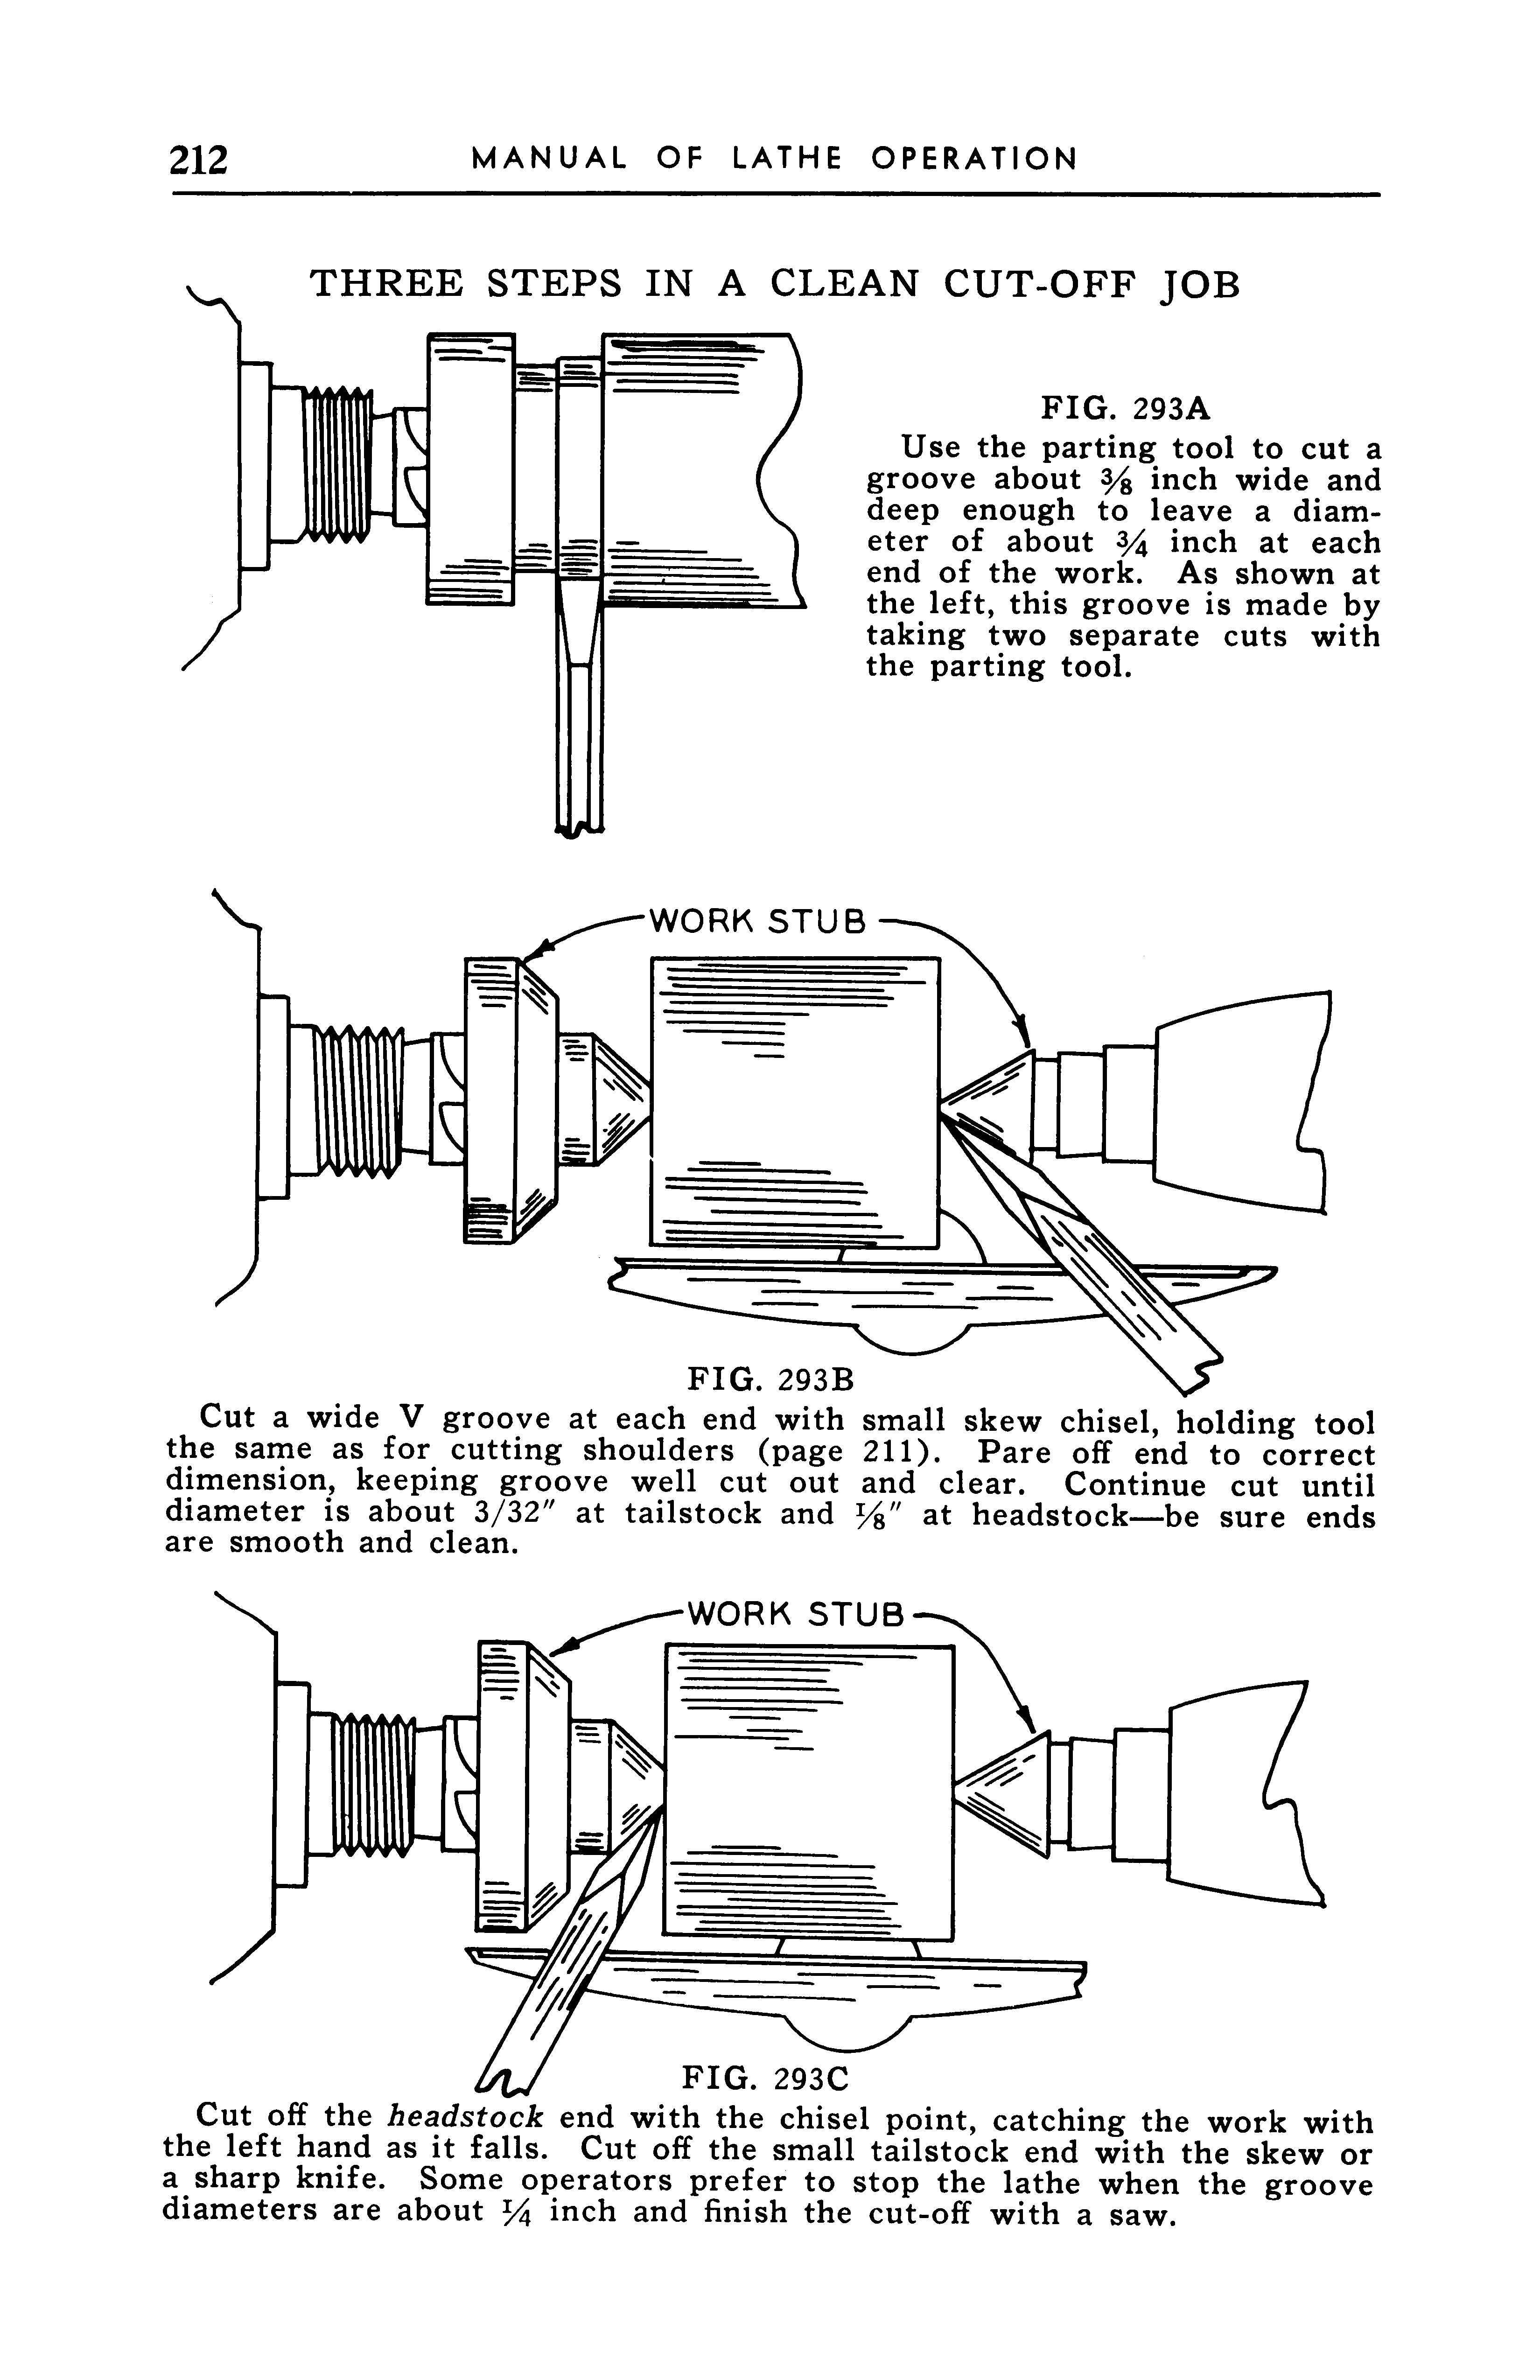 212 MANUAL OF LATHE OPERATION
THREE STEPS IN A CLEAN CUT-OFF JOB
FIG. 293A
Use the parting tool to cut a
groove about ⅜ inch wide and
deep enough to leave a diam-
eter of about ¾ inch at each
end of the work. As shown at
the left, this groove is made by
taking two separate cuts with
the parting tool.
WORK STUB
FIG. 293B
Cut a wide V groove at each end with small skew chisel, holding tool
the same as for cutting shoulders (page 211). Pare off end to correct
dimension, keeping groove well cut out and clear. Continue cut until
diameter is about 3/32″ at tailstock and ⅛″ at headstock—be sure ends
are smooth and clean.
WORK STUB
FIG. 293C
Cut off the headstock end with the chisel point, catching the work with
the left hand as it falls. Cut off the small tailstock end with the skew or
a sharp knife. Some operators prefer to stop the lathe when the groove
diameters are about ¼ inch and finish the cut-off with a saw.